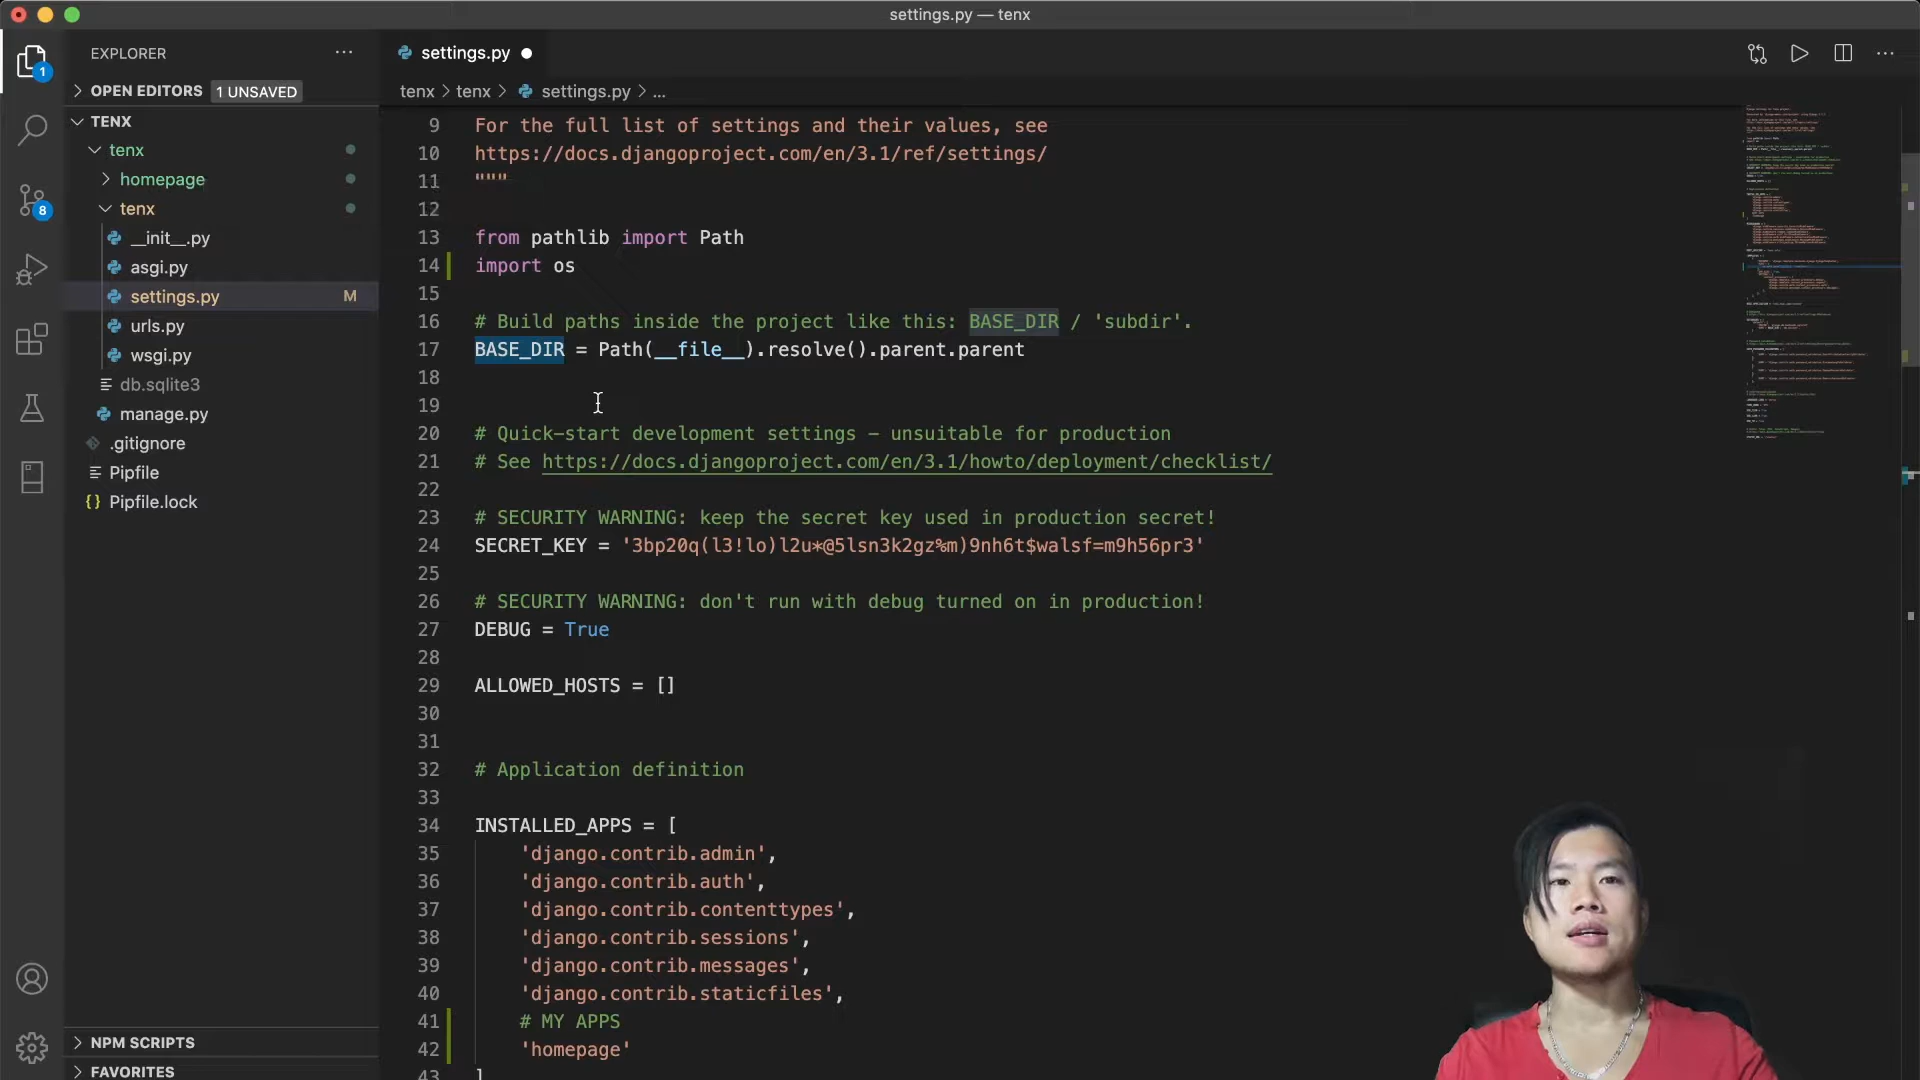 settings.py — tenx
EXPLORER
OPEN EDITORS 1 UNSAVED
TENX
tenx
homepage
tenx
__init__.py
asgi.py
settings.py M
urls.py
wsgi.py
db.sqlite3
manage.py
.gitignore
Pipfile
{} Pipfile.lock
NPM SCRIPTS
FAVORITES
1
8
settings.py
tenx > tenx > settings.py > ...
9 For the full list of settings and their values, see
10 https://docs.djangoproject.com/en/3.1/ref/settings/
11 """
12
13 from pathlib import Path
14 import os
15
16 # Build paths inside the project like this: BASE_DIR / 'subdir'.
17 BASE_DIR = Path(__file__).resolve().parent.parent
18
19
20 # Quick-start development settings - unsuitable for production
21 # See https://docs.djangoproject.com/en/3.1/howto/deployment/checklist/
22
23 # SECURITY WARNING: keep the secret key used in production secret!
24 SECRET_KEY = '3bp20q(l3!lo)l2u*@5lsn3k2gz%m)9nh6t$walsf=m9h56pr3'
25
26 # SECURITY WARNING: don't run with debug turned on in production!
27 DEBUG = True
28
29 ALLOWED_HOSTS = []
30
31
32 # Application definition
33
34 INSTALLED_APPS = [
35 'django.contrib.admin',
36 'django.contrib.auth',
37 'django.contrib.contenttypes',
38 'django.contrib.sessions',
39 'django.contrib.messages',
40 'django.contrib.staticfiles',
41 # MY APPS
42 'homepage'
43 ]